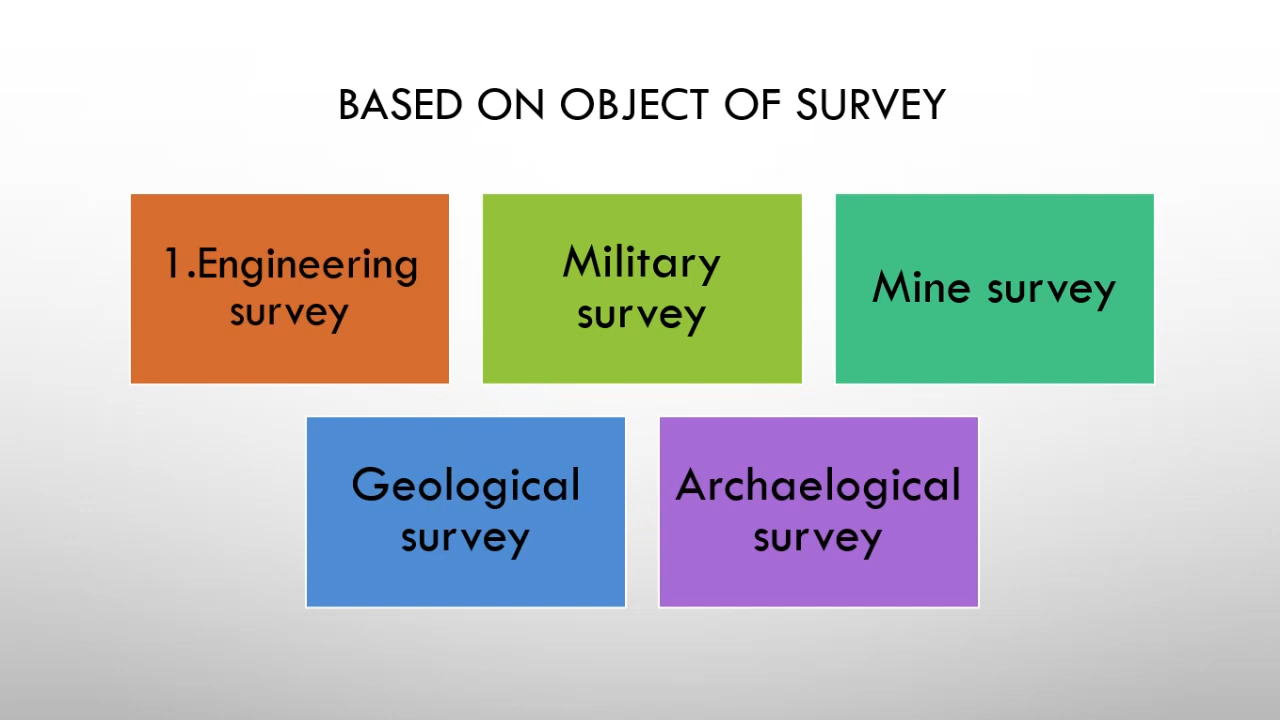 BASED ON OBJECT OF SURVEY
1.Engineering
survey
Military
survey
Mine survey
Geological
survey
Archaelogical
survey